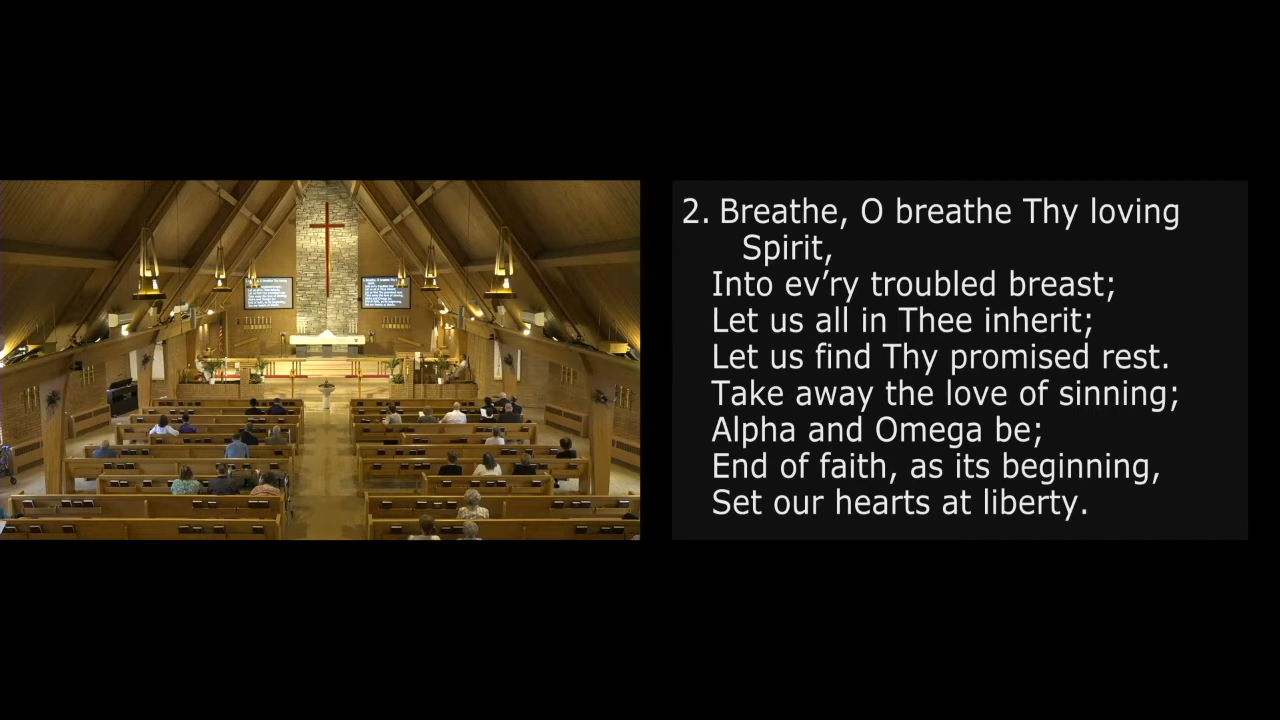 2. Breathe, O breathe Thy loving
Spirit,
Into ev’ry troubled breast;
Let us all in Thee inherit;
Let us find Thy promised rest.
Take away the love of sinning;
Alpha and Omega be;
End of faith, as its beginning,
Set our hearts at liberty.